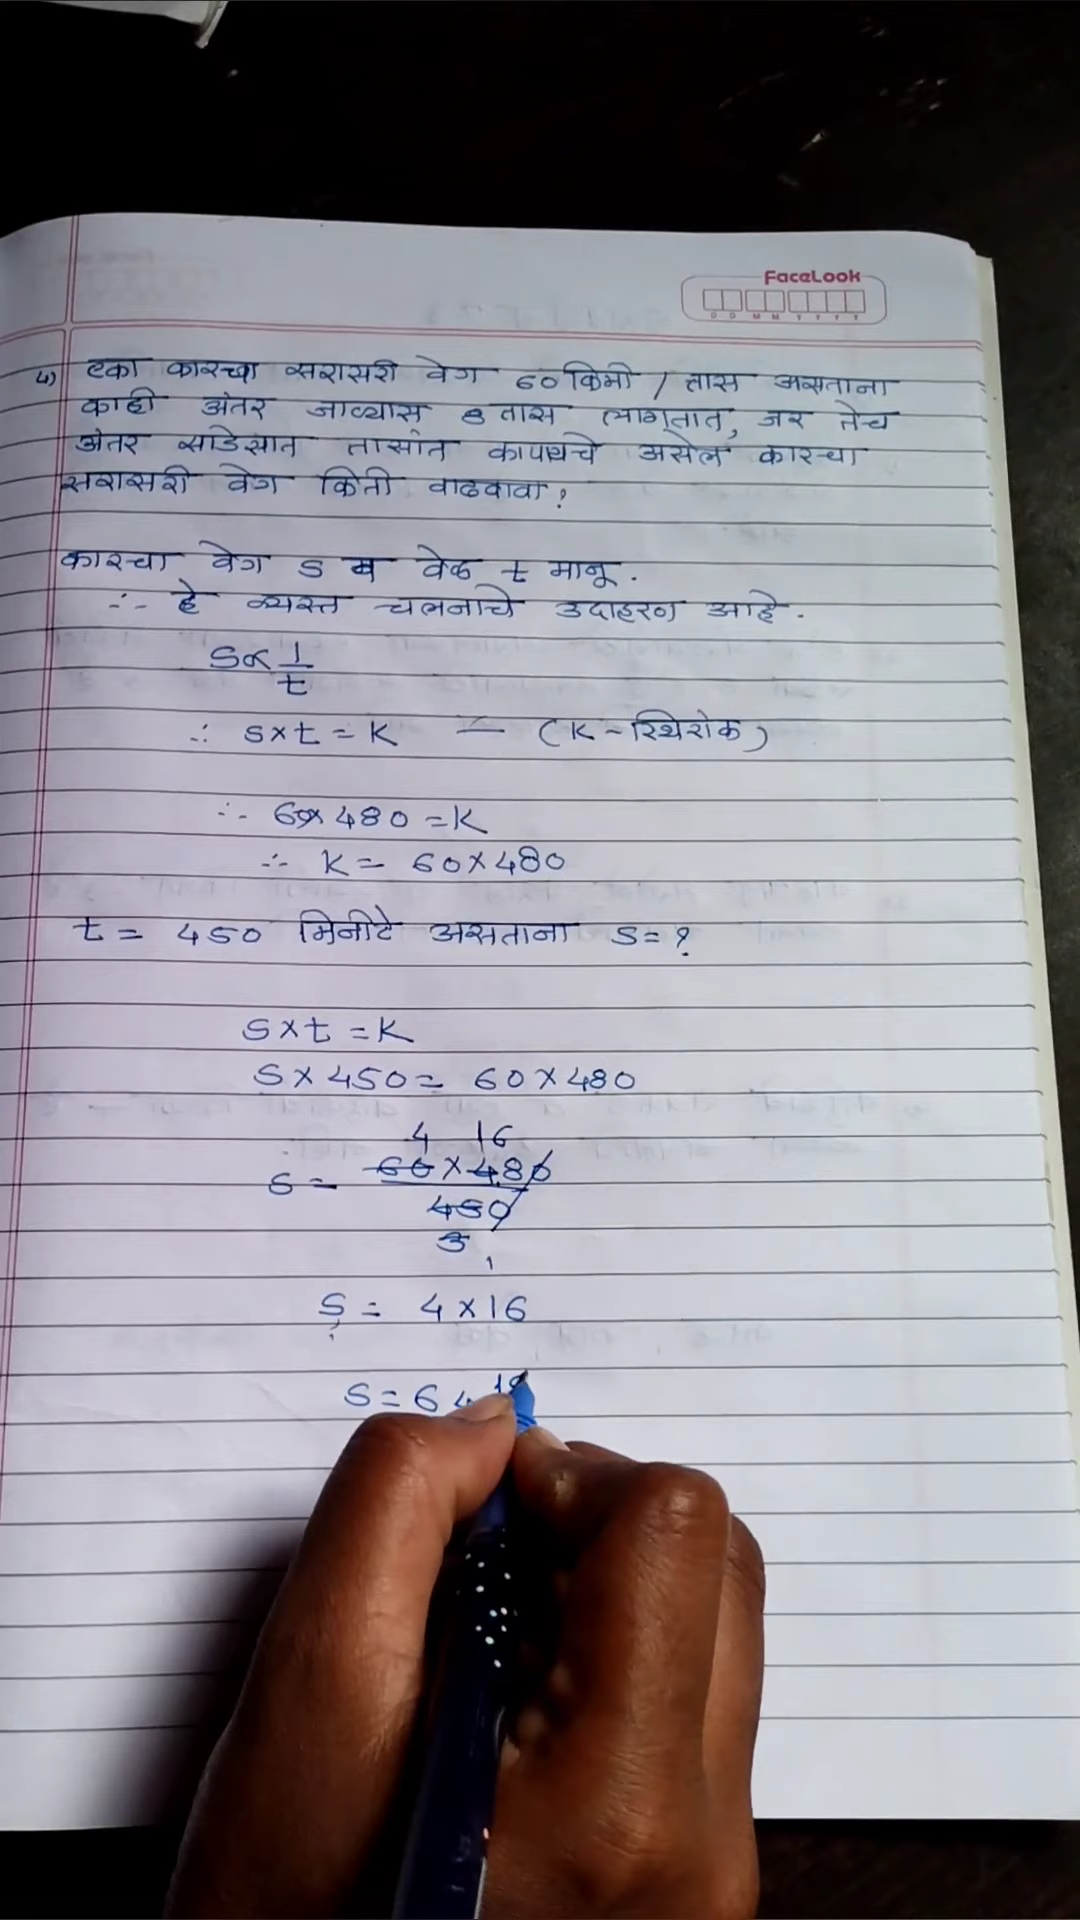 FaceLook
D D M M Y Y Y Y
4) एका कारचा सरासरी वेग 60 किमी / तास असताना
काही अंतर जाण्यास 8 तास लागतात, जर तेच
अंतर साडेसात तासांत कापायचे असेल कारचा
सरासरी वेग किती वाढवावा?
कारचा वेग S व वेळ t मानू.
∴ हे व्यस्त चलनाचे उदाहरण आहे.
S ∝ 1/t
∴ S × t = K — (K - स्थिरांक)
∴ 60 × 480 = K
∴ K = 60 × 480
t = 450 मिनीटे असताना S = ?
S × t = K
S × 450 = 60 × 480
4 16
S = 60 × 480
450
3
S = 4 × 16
S = 64